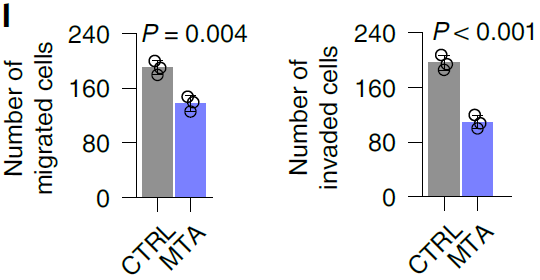 I
Number of
migrated cells
240
160
80
0
P = 0.004
CTRL
MTA
Number of
invaded cells
240
160
80
0
P < 0.001
CTRL
MTA